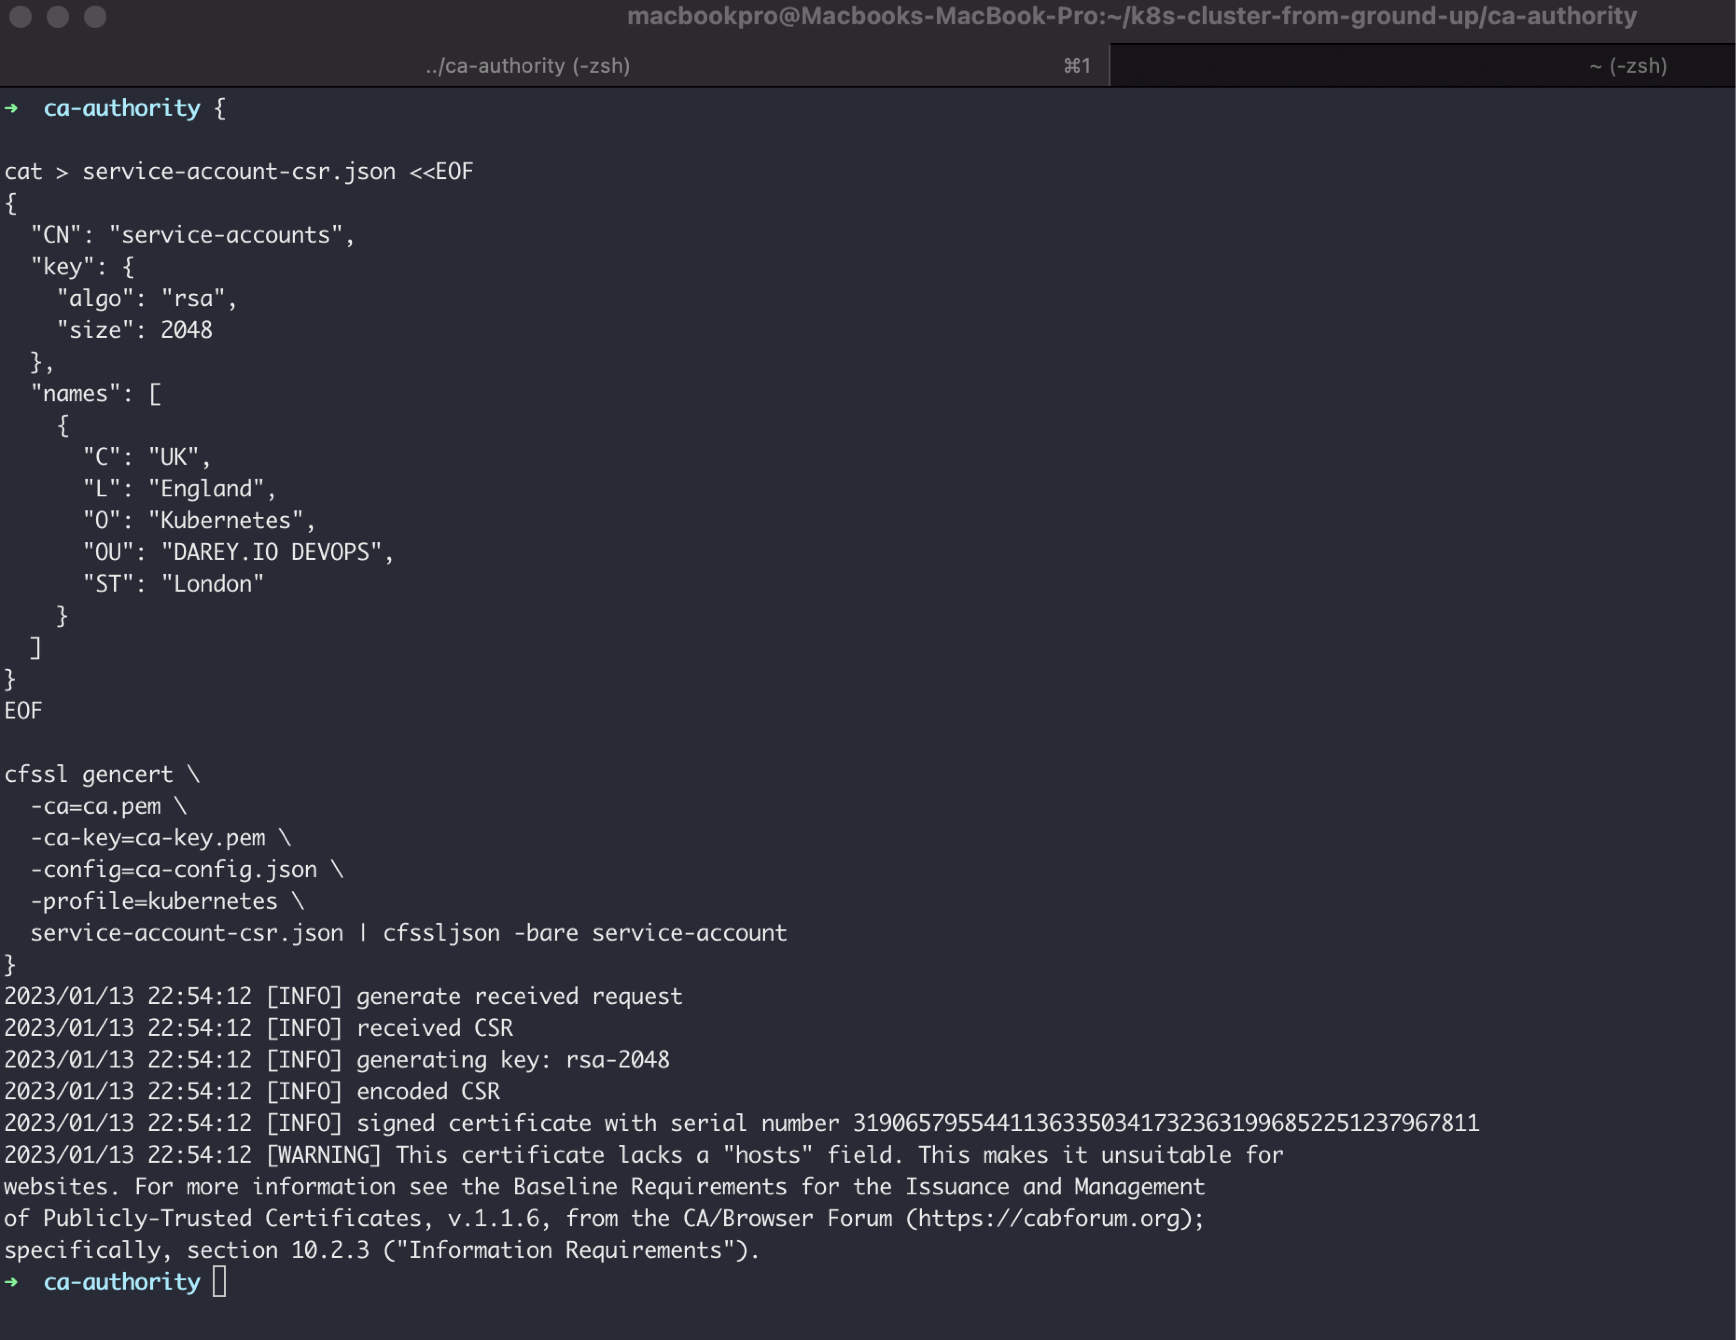 macbookpro@Macbooks-MacBook-Pro:~/k8s-cluster-from-ground-up/ca-authority
../ca-authority (-zsh) ⌘1 ~ (-zsh)
➜ ca-authority {

cat > service-account-csr.json <<EOF
{
  "CN": "service-accounts",
  "key": {
    "algo": "rsa",
    "size": 2048
  },
  "names": [
    {
      "C": "UK",
      "L": "England",
      "O": "Kubernetes",
      "OU": "DAREY.IO DEVOPS",
      "ST": "London"
    }
  ]
}
EOF

cfssl gencert \
  -ca=ca.pem \
  -ca-key=ca-key.pem \
  -config=ca-config.json \
  -profile=kubernetes \
  service-account-csr.json | cfssljson -bare service-account
}
2023/01/13 22:54:12 [INFO] generate received request
2023/01/13 22:54:12 [INFO] received CSR
2023/01/13 22:54:12 [INFO] generating key: rsa-2048
2023/01/13 22:54:12 [INFO] encoded CSR
2023/01/13 22:54:12 [INFO] signed certificate with serial number 319065795544113633503417323631996852251237967811
2023/01/13 22:54:12 [WARNING] This certificate lacks a "hosts" field. This makes it unsuitable for
websites. For more information see the Baseline Requirements for the Issuance and Management
of Publicly-Trusted Certificates, v.1.1.6, from the CA/Browser Forum (https://cabforum.org);
specifically, section 10.2.3 ("Information Requirements").
➜ ca-authority